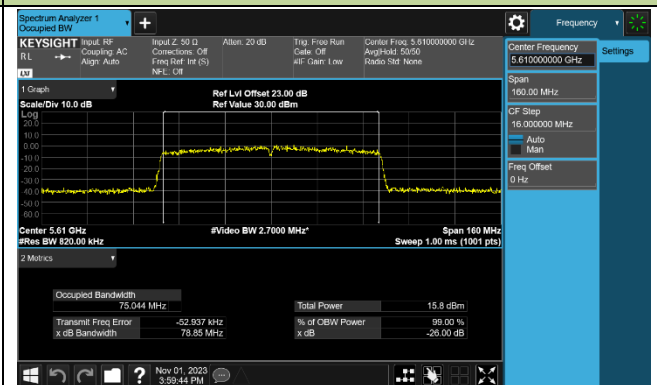 Spectrum Analyzer 1
Occupied BW
+
Frequency
KEYSIGHT
RL
LXI
Input: RF
Coupling: AC
Align: Auto
Input Z: 50 Ω
Corrections: Off
Freq Ref: Int (S)
NFE: Off
Atten: 20 dB
Trig: Free Run
Gate: Off
#IF Gain: Low
Center Freq: 5.610000000 GHz
Avg|Hold: 50/50
Radio Std: None
Center Frequency
5.610000000 GHz
Settings
Span
160.00 MHz
CF Step
16.000000 MHz
Auto
Man
Freq Offset
0 Hz
1 Graph
Scale/Div 10.0 dB
Ref Lvl Offset 23.00 dB
Ref Value 30.00 dBm
Log
20.0
10.0
0.00
-10.0
-20.0
-30.0
-40.0
-50.0
-60.0
Center 5.61 GHz
#Video BW 2.7000 MHz*
Span 160 MHz
#Res BW 820.00 kHz
Sweep 1.00 ms (1001 pts)
2 Metrics
Occupied Bandwidth
75.044 MHz
Total Power 15.8 dBm
Transmit Freq Error -52.937 kHz
% of OBW Power 99.00 %
x dB Bandwidth 78.85 MHz
x dB -26.00 dB
?
Nov 01, 2023
3:59:44 PM